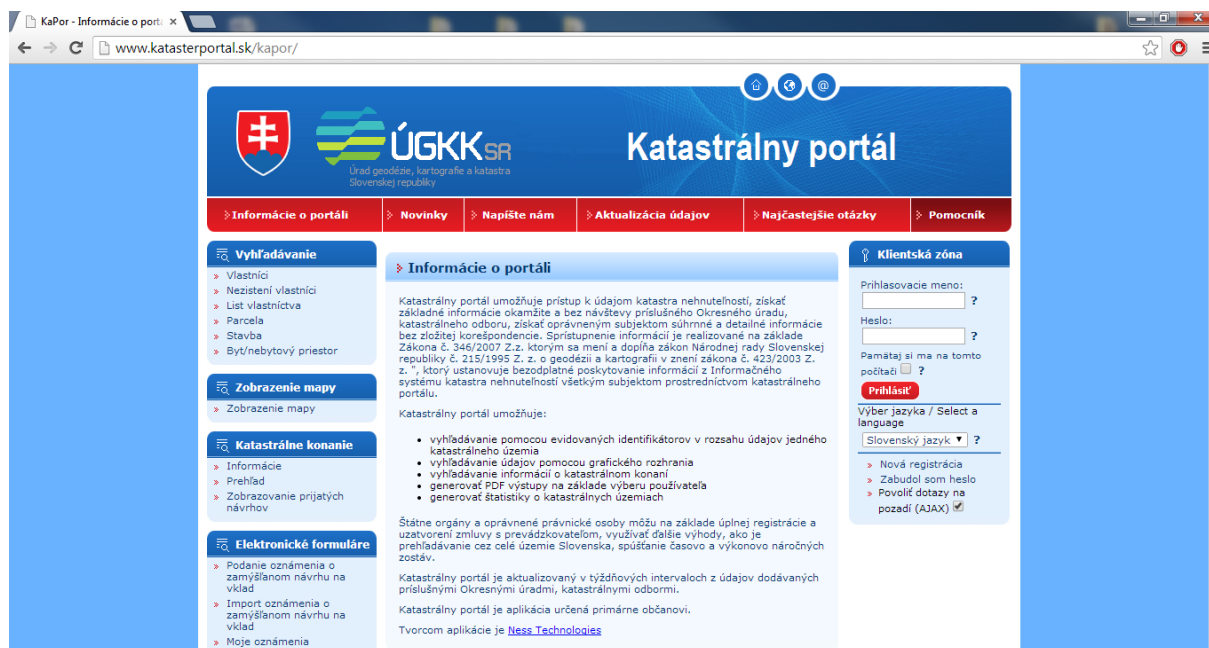 KaPor - Informácie o port
www.katasterportal.sk/kapor/
ÚGKK SR
Úrad geodézie, kartografie a katastra
Slovenskej republiky
Katastrálny portál
Informácie o portáli
Novinky
Napíšte nám
Aktualizácia údajov
Najčastejšie otázky
Pomocník
Vyhľadávanie
Vlastníci
Nezistení vlastníci
List vlastníctva
Parcela
Stavba
Byt/nebytový priestor
Zobrazenie mapy
Zobrazenie mapy
Katastrálne konanie
Informácie
Prehľad
Zobrazovanie prijatých
návrhov
Elektronické formuláre
Podanie oznámenia o
zamýšľanom návrhu na
vklad
Import oznámenia o
zamýšľanom návrhu na
vklad
Moje oznámenia
Informácie o portáli
Katastrálny portál umožňuje prístup k údajom katastra nehnuteľností, získať
základné informácie okamžite a bez návštevy príslušného Okresného úradu,
katastrálneho odboru, získať oprávneným subjektom súhrnné a detailné informácie
bez zložitej korešpondencie. Sprístupnenie informácií je realizované na základe
Zákona č. 346/2007 Z.z. ktorým sa mení a dopĺňa zákon Národnej rady Slovenskej
republiky č. 215/1995 Z. z. o geodézii a kartografii v znení zákona č. 423/2003 Z.
z. ", ktorý ustanovuje bezodplatné poskytovanie informácií z Informačného
systému katastra nehnuteľností všetkým subjektom prostredníctvom katastrálneho
portálu.
Katastrálny portál umožňuje:
vyhľadávanie pomocou evidovaných identifikátorov v rozsahu údajov jedného
katastrálneho územia
vyhľadávanie údajov pomocou grafického rozhrania
vyhľadávanie informácií o katastrálnom konaní
generovať PDF výstupy na základe výberu používateľa
generovať štatistiky o katastrálnych územiach
Štátne orgány a oprávnené právnické osoby môžu na základe úplnej registrácie a
uzatvorení zmluvy s prevádzkovateľom, využívať ďalšie výhody, ako je
prehľadávanie cez celé územie Slovenska, spúšťanie časovo a výkonovo náročných
zostáv.
Katastrálny portál je aktualizovaný v týždňových intervaloch z údajov dodávaných
príslušnými Okresnými úradmi, katastrálnymi odbormi.
Katastrálny portál je aplikácia určená primárne občanovi.
Tvorcom aplikácie je Ness Technologies
Klientská zóna
Prihlasovacie meno:
?
Heslo:
?
Pamätaj si ma na tomto
počítači ?
Prihlásiť
Výber jazyka / Select a
language
Slovenský jazyk ?
Nová registrácia
Zabudol som heslo
Povoliť dotazy na
pozadí (AJAX)